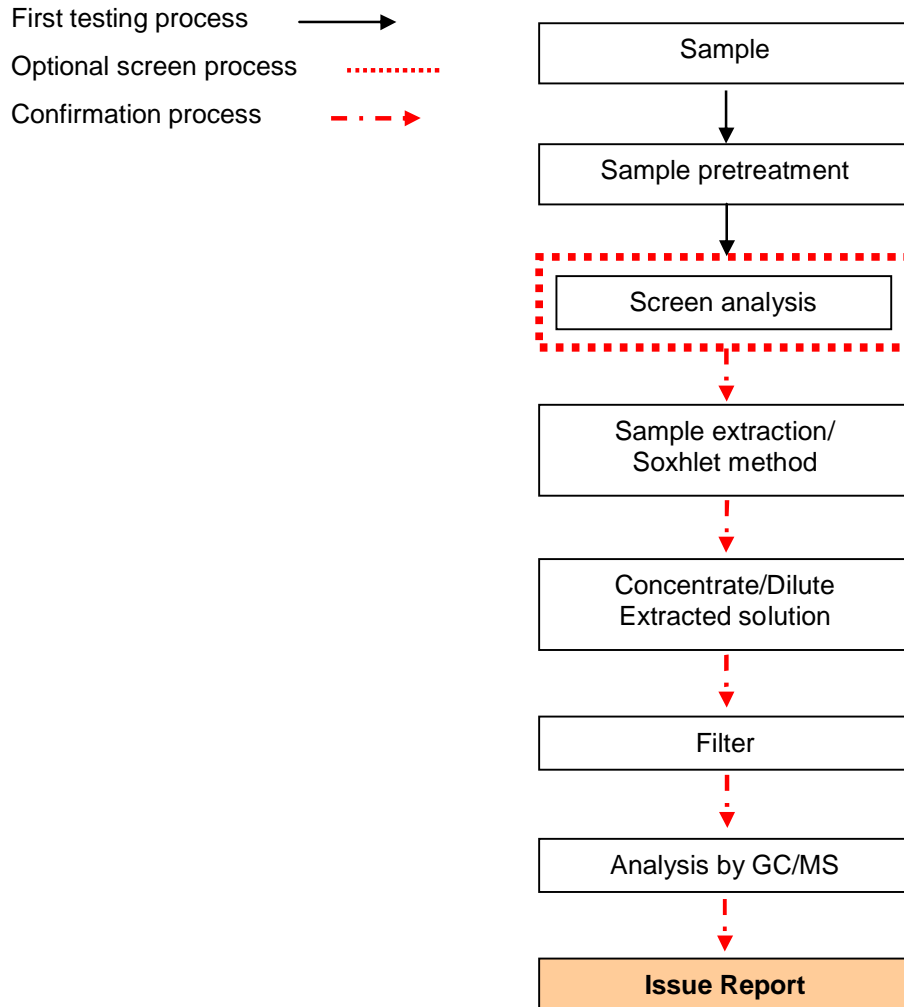 First testing process
Optional screen process
Confirmation process
Sample
Sample pretreatment
Screen analysis
Sample extraction/
Soxhlet method
Concentrate/Dilute
Extracted solution
Filter
Analysis by GC/MS
Issue Report